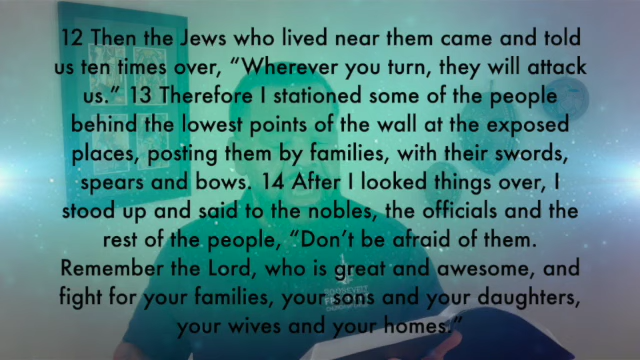 12 Then the Jews who lived near them came and told
us ten times over, “Wherever you turn, they will attack
us.” 13 Therefore I stationed some of the people
behind the lowest points of the wall at the exposed
places, posting them by families, with their swords,
spears and bows. 14 After I looked things over, I
stood up and said to the nobles, the officials and the
rest of the people, “Don’t be afraid of them.
Remember the Lord, who is great and awesome, and
fight for your families, your sons and your daughters,
your wives and your homes.”